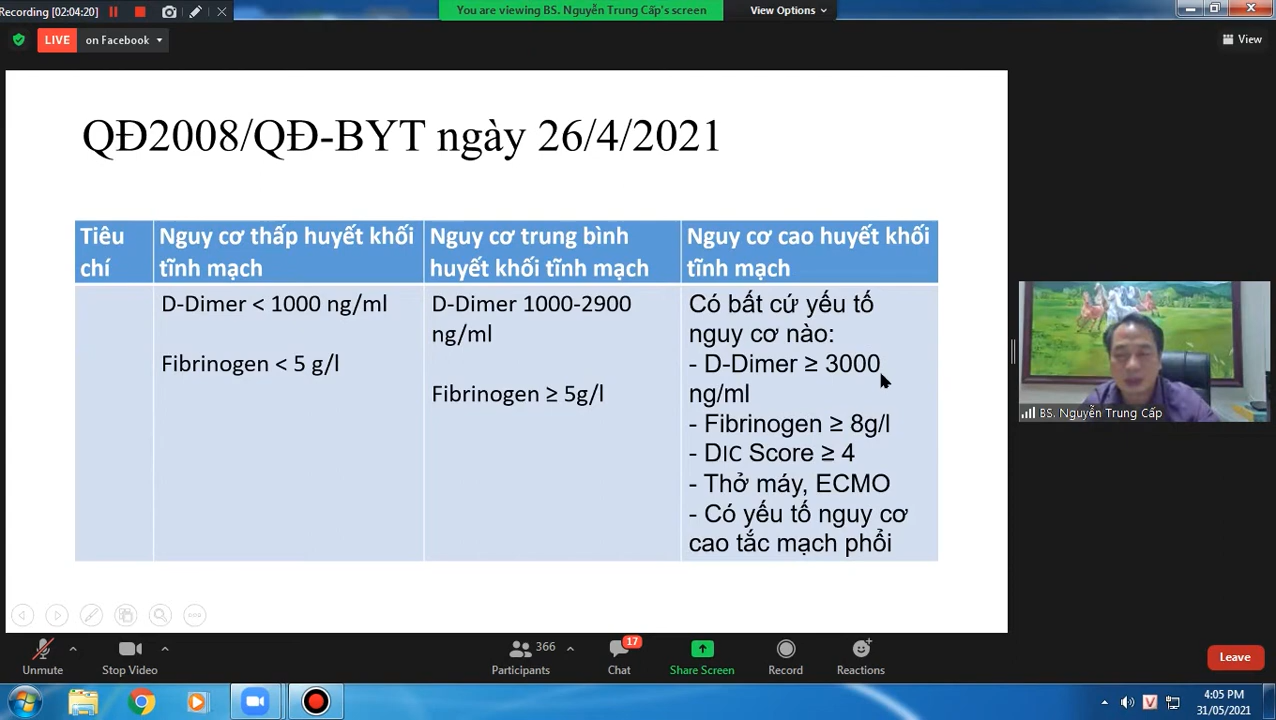 Recording [02:04:20]
You are viewing BS. Nguyễn Trung Cấp's screen
View Options
LIVE
on Facebook
View
QĐ2008/QĐ-BYT ngày 26/4/2021
Tiêu
chí
Nguy cơ thấp huyết khối
tĩnh mạch
Nguy cơ trung bình
huyết khối tĩnh mạch
Nguy cơ cao huyết khối
tĩnh mạch
D-Dimer < 1000 ng/ml
Fibrinogen < 5 g/l
D-Dimer 1000-2900
ng/ml
Fibrinogen ≥ 5g/l
Có bất cứ yếu tố
nguy cơ nào:
- D-Dimer ≥ 3000
ng/ml
- Fibrinogen ≥ 8g/l
- DIC Score ≥ 4
- Thở máy, ECMO
- Có yếu tố nguy cơ
cao tắc mạch phổi
BS. Nguyễn Trung Cấp
Unmute
Stop Video
366
Participants
17
Chat
Share Screen
Record
Reactions
Leave
V
4:05 PM
31/05/2021